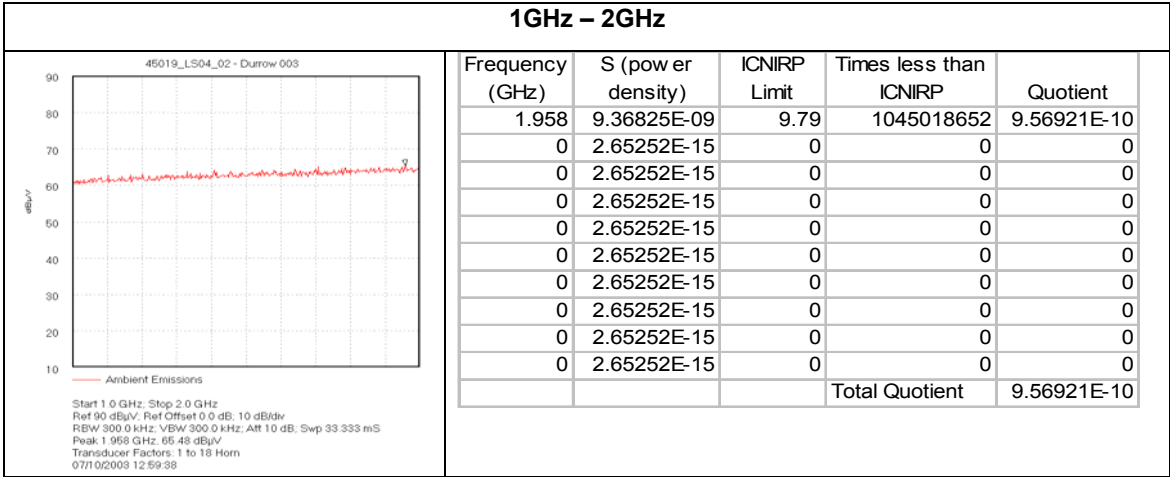 1GHz – 2GHz
45019_LS04_02 - Durrow 003
90
80
70
60
50
40
30
20
10
dBµV
Ambient Emissions
Start 1.0 GHz; Stop 2.0 GHz
Ref 90 dBµV; Ref Offset 0.0 dB; 10 dB/div
RBW 300.0 kHz; VBW 300.0 kHz; Att 10 dB; Swp 33.333 mS
Peak 1.958 GHz, 65.48 dBµV
Transducer Factors: 1 to 18 Horn
07/10/2003 12:59:38
Frequency (GHz) S (pow er density) ICNIRP Limit Times less than ICNIRP Quotient
1.958 9.36825E-09 9.79 1045018652 9.56921E-10
0 2.65252E-15 0 0 0
0 2.65252E-15 0 0 0
0 2.65252E-15 0 0 0
0 2.65252E-15 0 0 0
0 2.65252E-15 0 0 0
0 2.65252E-15 0 0 0
0 2.65252E-15 0 0 0
0 2.65252E-15 0 0 0
0 2.65252E-15 0 0 0
Total Quotient 9.56921E-10